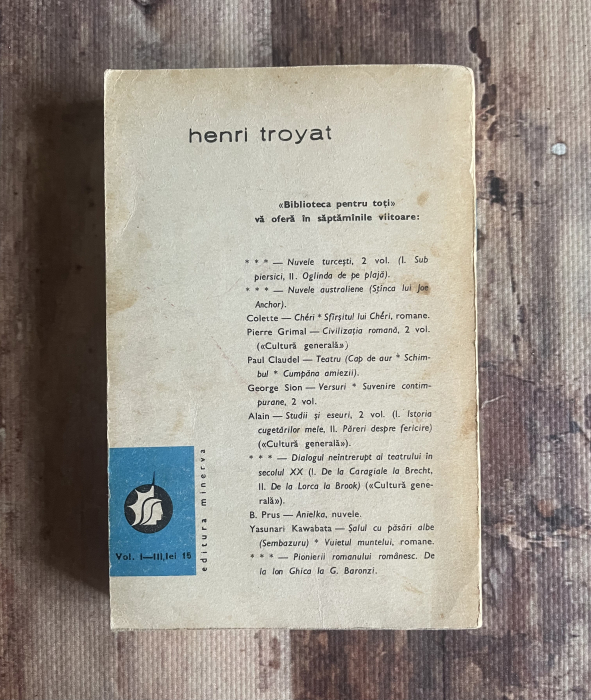 henri troyat
«Biblioteca pentru toți»
vă oferă în săptămînile viitoare:
* * * — Nuvele turcești, 2 vol. (I. Sub
piersici, II. Oglinda de pe plajă).
* * * — Nuvele australiene (Stînca lui Joe
Anchor).
Colette — Chéri * Sfîrșitul lui Chéri, romane.
Pierre Grimal — Civilizația romană, 2 vol.
(«Cultură generală»)
Paul Claudel — Teatru (Cap de aur * Schim-
bul * Cumpăna amiezii).
George Sion — Versuri * Suvenire contim-
purane, 2 vol.
Alain — Studii și eseuri, 2 vol. (I. Istoria
cugetărilor mele, II. Păreri despre fericire)
(«Cultură generală»).
* * * — Dialogul neîntrerupt al teatrului în
secolul XX (I. De la Caragiale la Brecht,
II. De la Lorca la Brook) («Cultură gene-
rală»).
B. Prus — Anielka, nuvele.
Yasunari Kawabata — Șalul cu păsări albe
(Sembazuru) * Vuietul muntelui, romane.
* * * — Pionierii romanului românesc. De
la Ion Ghica la G. Baronzi.
editura minerva
Vol. I—III, lei 15